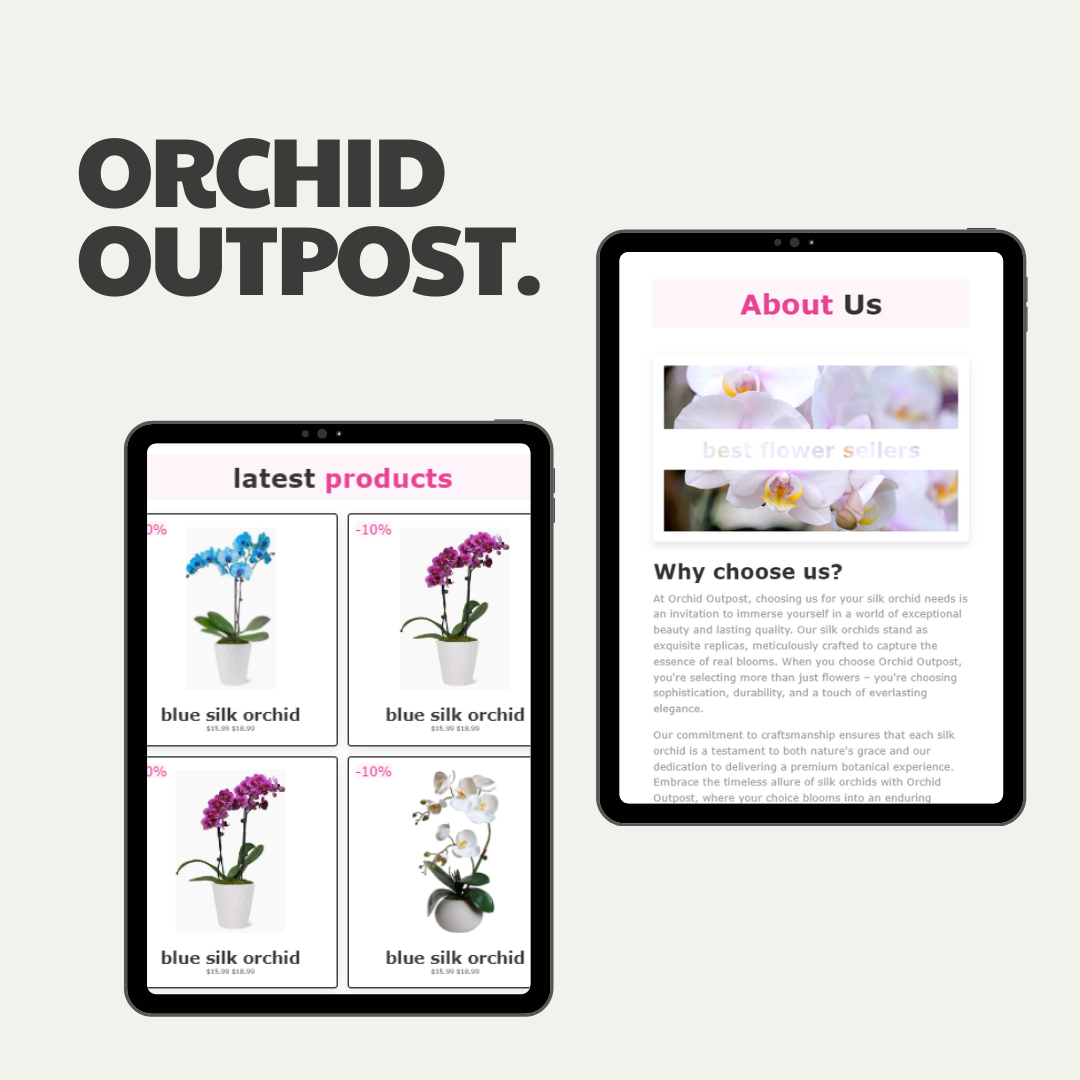 ORCHID
OUTPOST.
About Us
best flower sellers
Why choose us?
At Orchid Outpost, choosing us for your silk orchid needs is
an invitation to immerse yourself in a world of exceptional
beauty and lasting quality. Our silk orchids stand as
exquisite replicas, meticulously crafted to capture the
essence of real blooms. When you choose Orchid Outpost,
you're selecting more than just flowers – you're choosing
sophistication, durability, and a touch of everlasting
elegance.
Our commitment to craftsmanship ensures that each silk
orchid is a testament to both nature's grace and our
dedication to delivering a premium botanical experience.
Embrace the timeless allure of silk orchids with Orchid
Outpost, where your choice blooms into an enduring
latest products
0%
-10%
blue silk orchid
$15.99 $18.99
blue silk orchid
$15.99 $18.99
0%
-10%
blue silk orchid
$15.99 $18.99
blue silk orchid
$15.99 $18.99